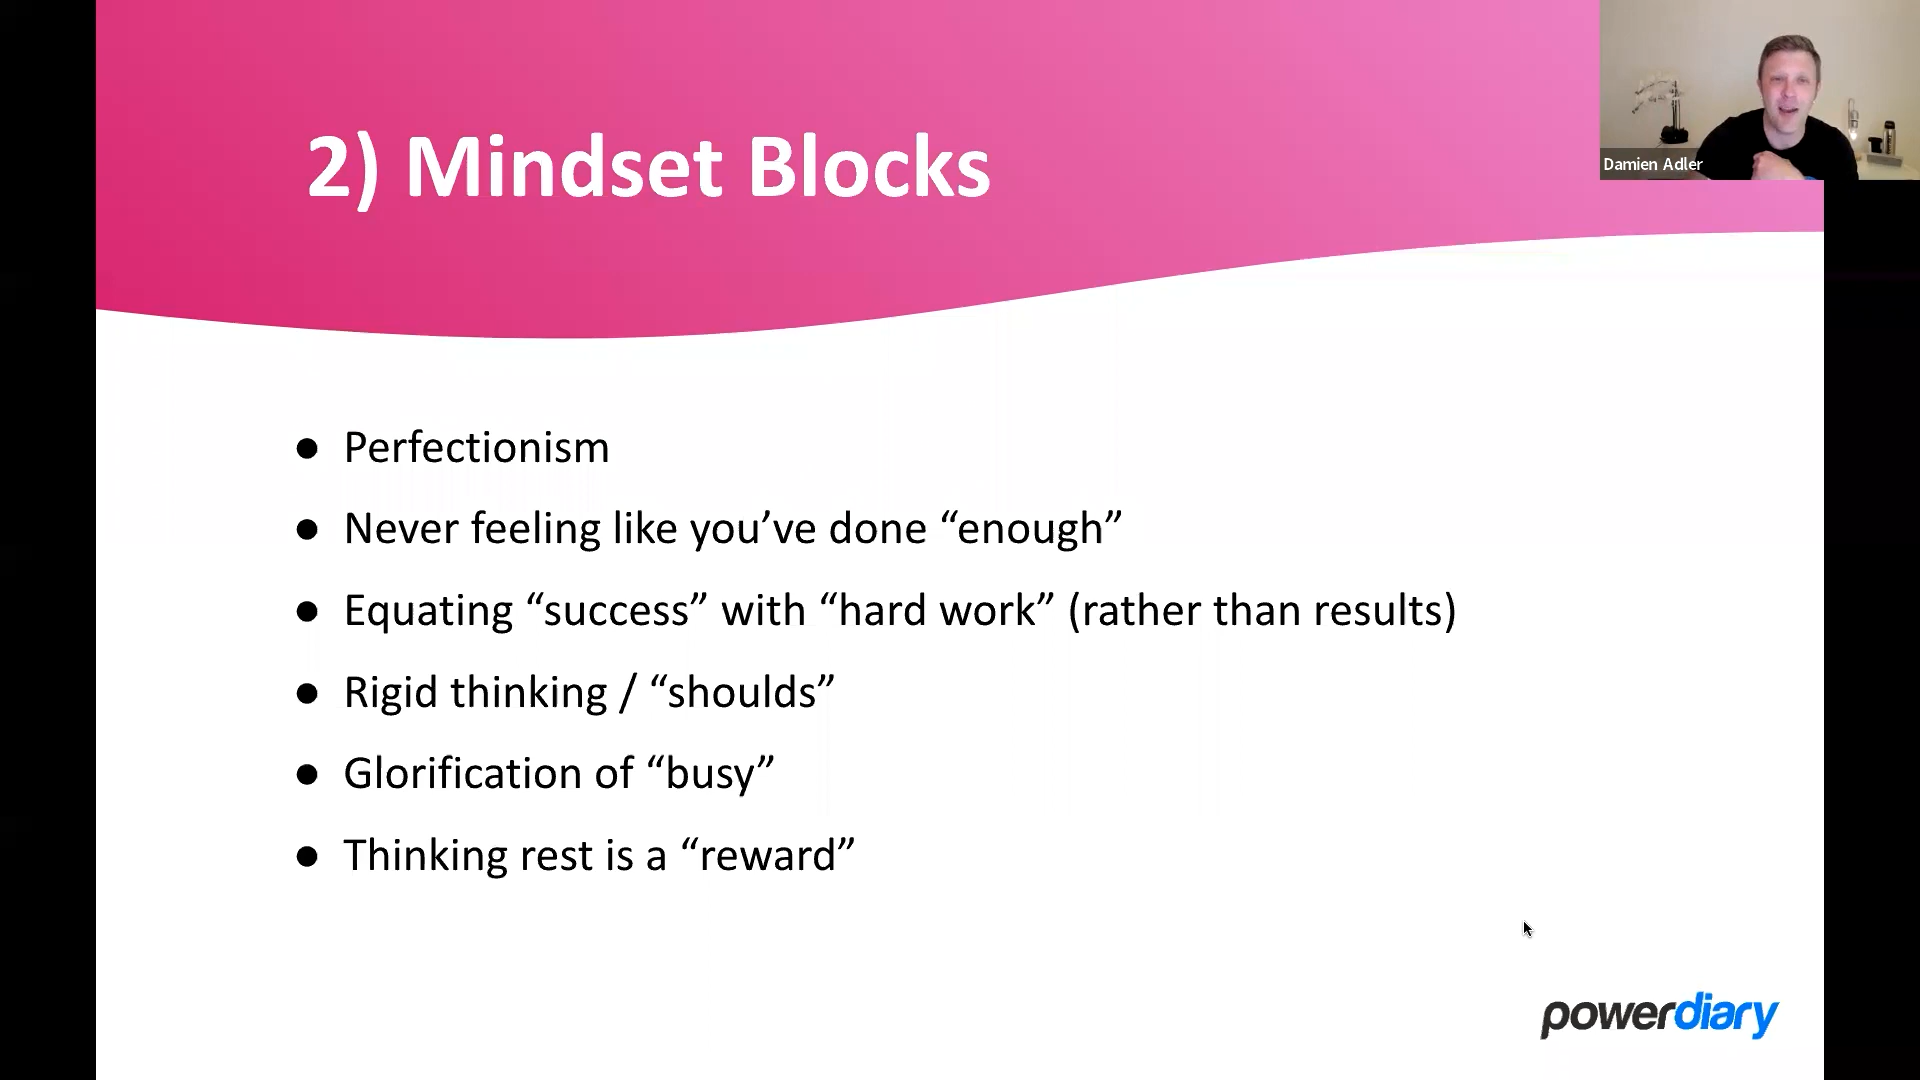 2) Mindset Blocks
Damien Adler
● Perfectionism
● Never feeling like you’ve done “enough”
● Equating “success” with “hard work” (rather than results)
● Rigid thinking / “shoulds”
● Glorification of “busy”
● Thinking rest is a “reward”
powerdiary